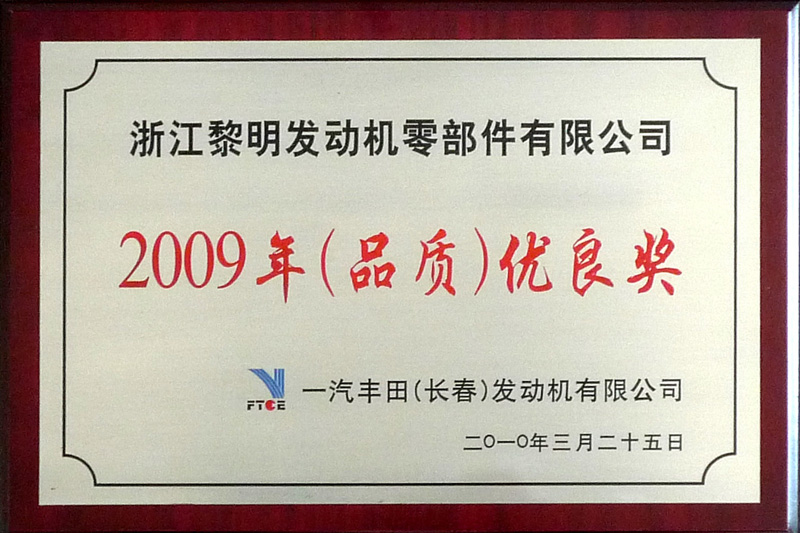 浙江黎明发动机零部件有限公司
2009年(品质)优良奖
FTCE 一汽丰田(长春)发动机有限公司
二〇一〇年三月二十五日